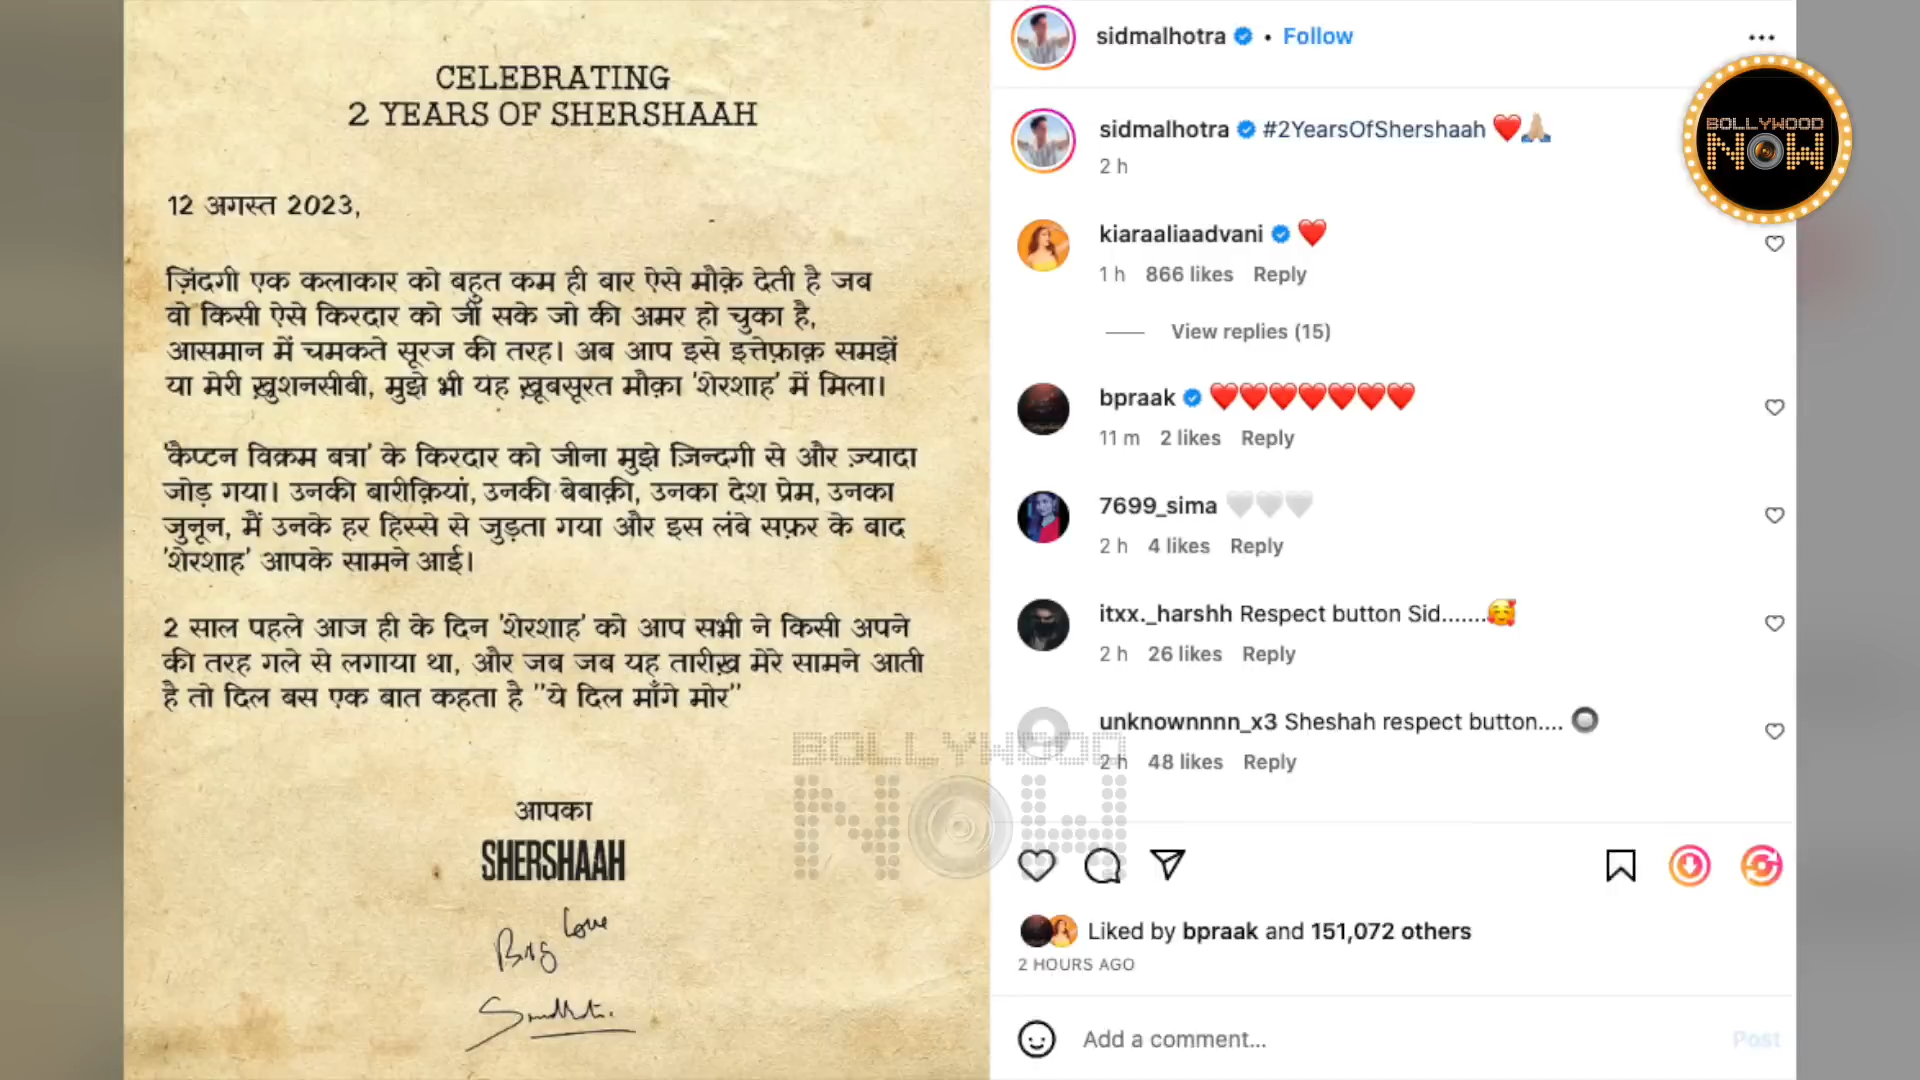 CELEBRATING
2 YEARS OF SHERSHAAH
12 अगस्त 2023,
ज़िंदगी एक कलाकार को बहुत कम ही बार ऐसे मौक़े देती है जब
वो किसी ऐसे किरदार को जी सके जो की अमर हो चुका है,
आसमान में चमकते सूरज की तरह। अब आप इसे इत्तेफ़ाक़ समझें
या मेरी ख़ुशनसीबी, मुझे भी यह ख़ूबसूरत मौक़ा 'शेरशाह' में मिला।
'कैप्टन विक्रम बत्रा' के किरदार को जीना मुझे ज़िन्दगी से और ज़्यादा
जोड़ गया। उनकी बारीक़ियां, उनकी बेबाक़ी, उनका देश प्रेम, उनका
जुनून, मैं उनके हर हिस्से से जुड़ता गया और इस लंबे सफ़र के बाद
'शेरशाह' आपके सामने आई।
2 साल पहले आज ही के दिन 'शेरशाह' को आप सभी ने किसी अपने
की तरह गले से लगाया था, और जब जब यह तारीख़ मेरे सामने आती
है तो दिल बस एक बात कहता है "ये दिल माँगे मोर"
आपका
SHERSHAAH
Big Love
sidmalhotra • Follow
sidmalhotra #2YearsOfShershaah ❤️🙏🏼
2 h
kiaraaliaadvani ❤️
1 h 866 likes Reply
View replies (15)
bpraak ❤️❤️❤️❤️❤️❤️❤️
11 m 2 likes Reply
7699_sima 🤍🤍🤍
2 h 4 likes Reply
itxx._harshh Respect button Sid.......🥰
2 h 26 likes Reply
unknownnnn_x3 Sheshah respect button.... 🔘
2 h 48 likes Reply
Liked by bpraak and 151,072 others
2 HOURS AGO
Add a comment...
Post
BOLLYWOOD
NOW
BOLLYWOOD
NOW